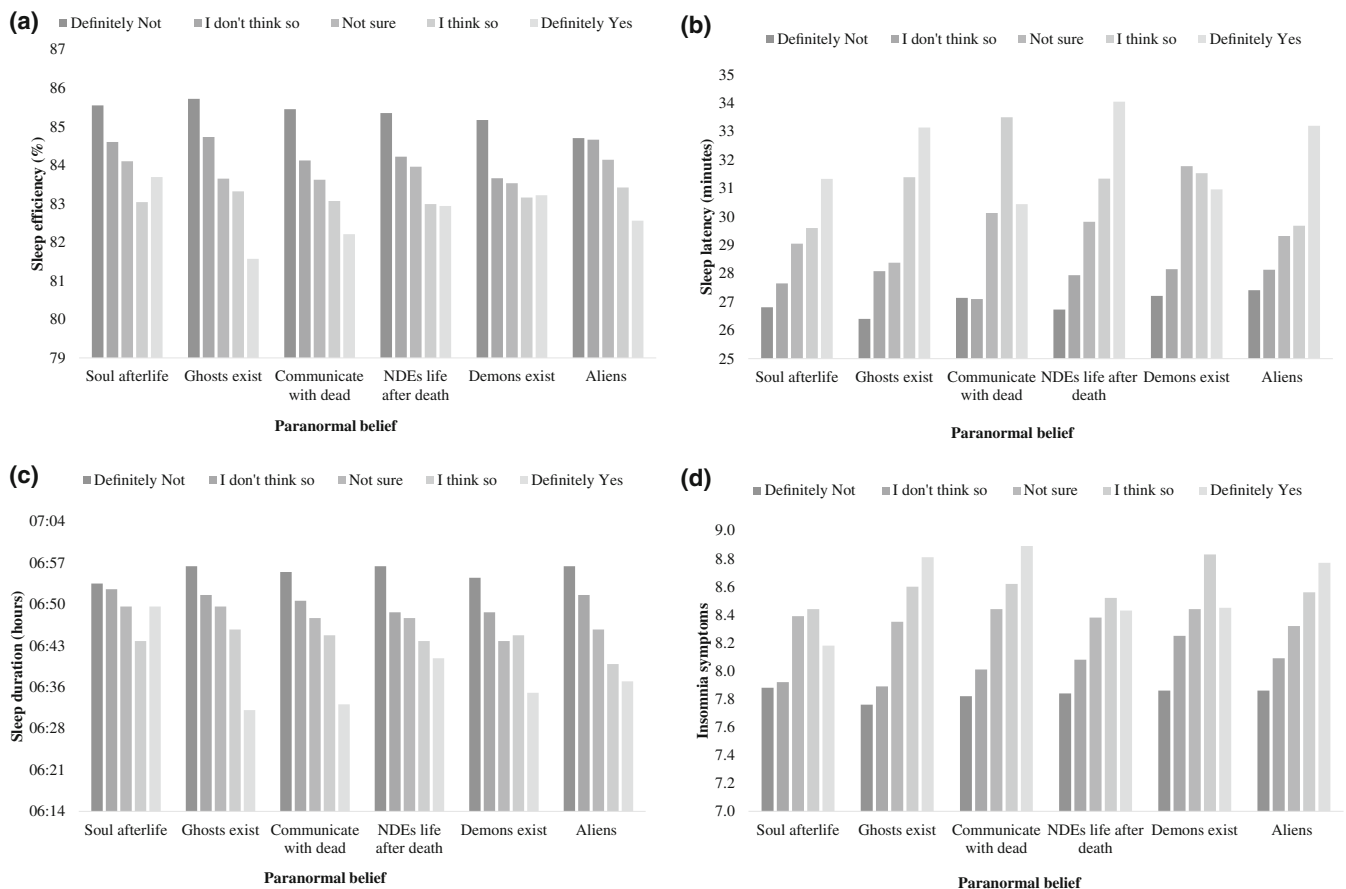 (a)
Definitely Not I don't think so Not sure I think so Definitely Yes
87
86
85
84
83
82
81
80
79
Sleep efficiency (%)
Soul afterlife Ghosts exist Communicate with dead NDEs life after death Demons exist Aliens
Paranormal belief
(b)
Definitely Not I don't think so Not sure I think so Definitely Yes
35
34
33
31
30
29
28
27
26
25
Sleep latency (minutes)
Soul afterlife Ghosts exist Communicate with dead NDEs life after death Demons exist Aliens
Paranormal belief
(c)
Definitely Not I don't think so Not sure I think so Definitely Yes
07:04
06:57
06:50
06:43
06:36
06:28
06:21
06:14
Sleep duration (hours)
Soul afterlife Ghosts exist Communicate with dead NDEs life after death Demons exist Aliens
Paranormal belief
(d)
Definitely Not I don't think so Not sure I think so Definitely Yes
9.0
8.8
8.6
8.4
8.2
8.0
7.8
7.6
7.4
7.2
7.0
Insomnia symptoms
Soul afterlife Ghosts exist Communicate with dead NDEs life after death Demons exist Aliens
Paranormal belief